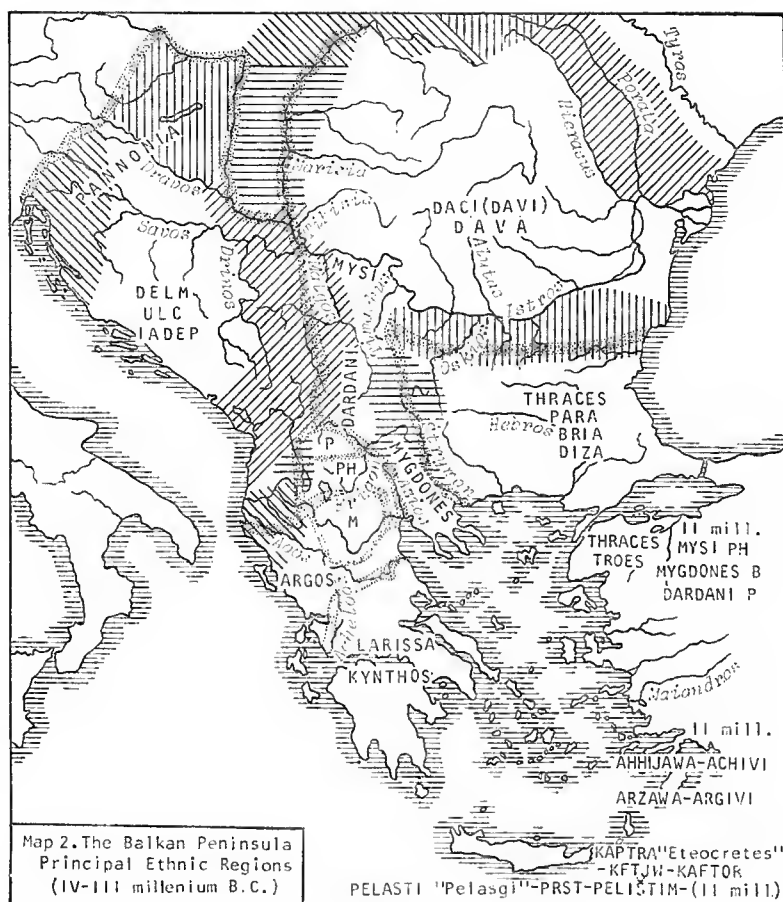 Tyras
Porata
PANNONIA
Dravos
DACI(DAVI)
DAVA
Savos
Drinos
DELM
ULC
IADEP
MYSI
Alutas
Istros
Oskios
DARDANI
THRACES
PARA
BRIA
DIZA
Hebros
P
PH
T
M
MYGDONES
THRACES
TROES
II mill.
MYSI PH
MYGDONES B
DARDANI P
ARGOS
LARISSA
KYNTHOS
Maiandros
II mill.
AHHIJAWA-ACHIVI
ARZAWA-ARGIVI
Map 2. The Balkan Peninsula
Principal Ethnic Regions
(IV-III millenium B.C.)
KAPTRA"Eteocretes"
-KFTJW-KAFTOR
PELASTI "Pelasgi"-PRST-PELIŠTIM-(II mill.)